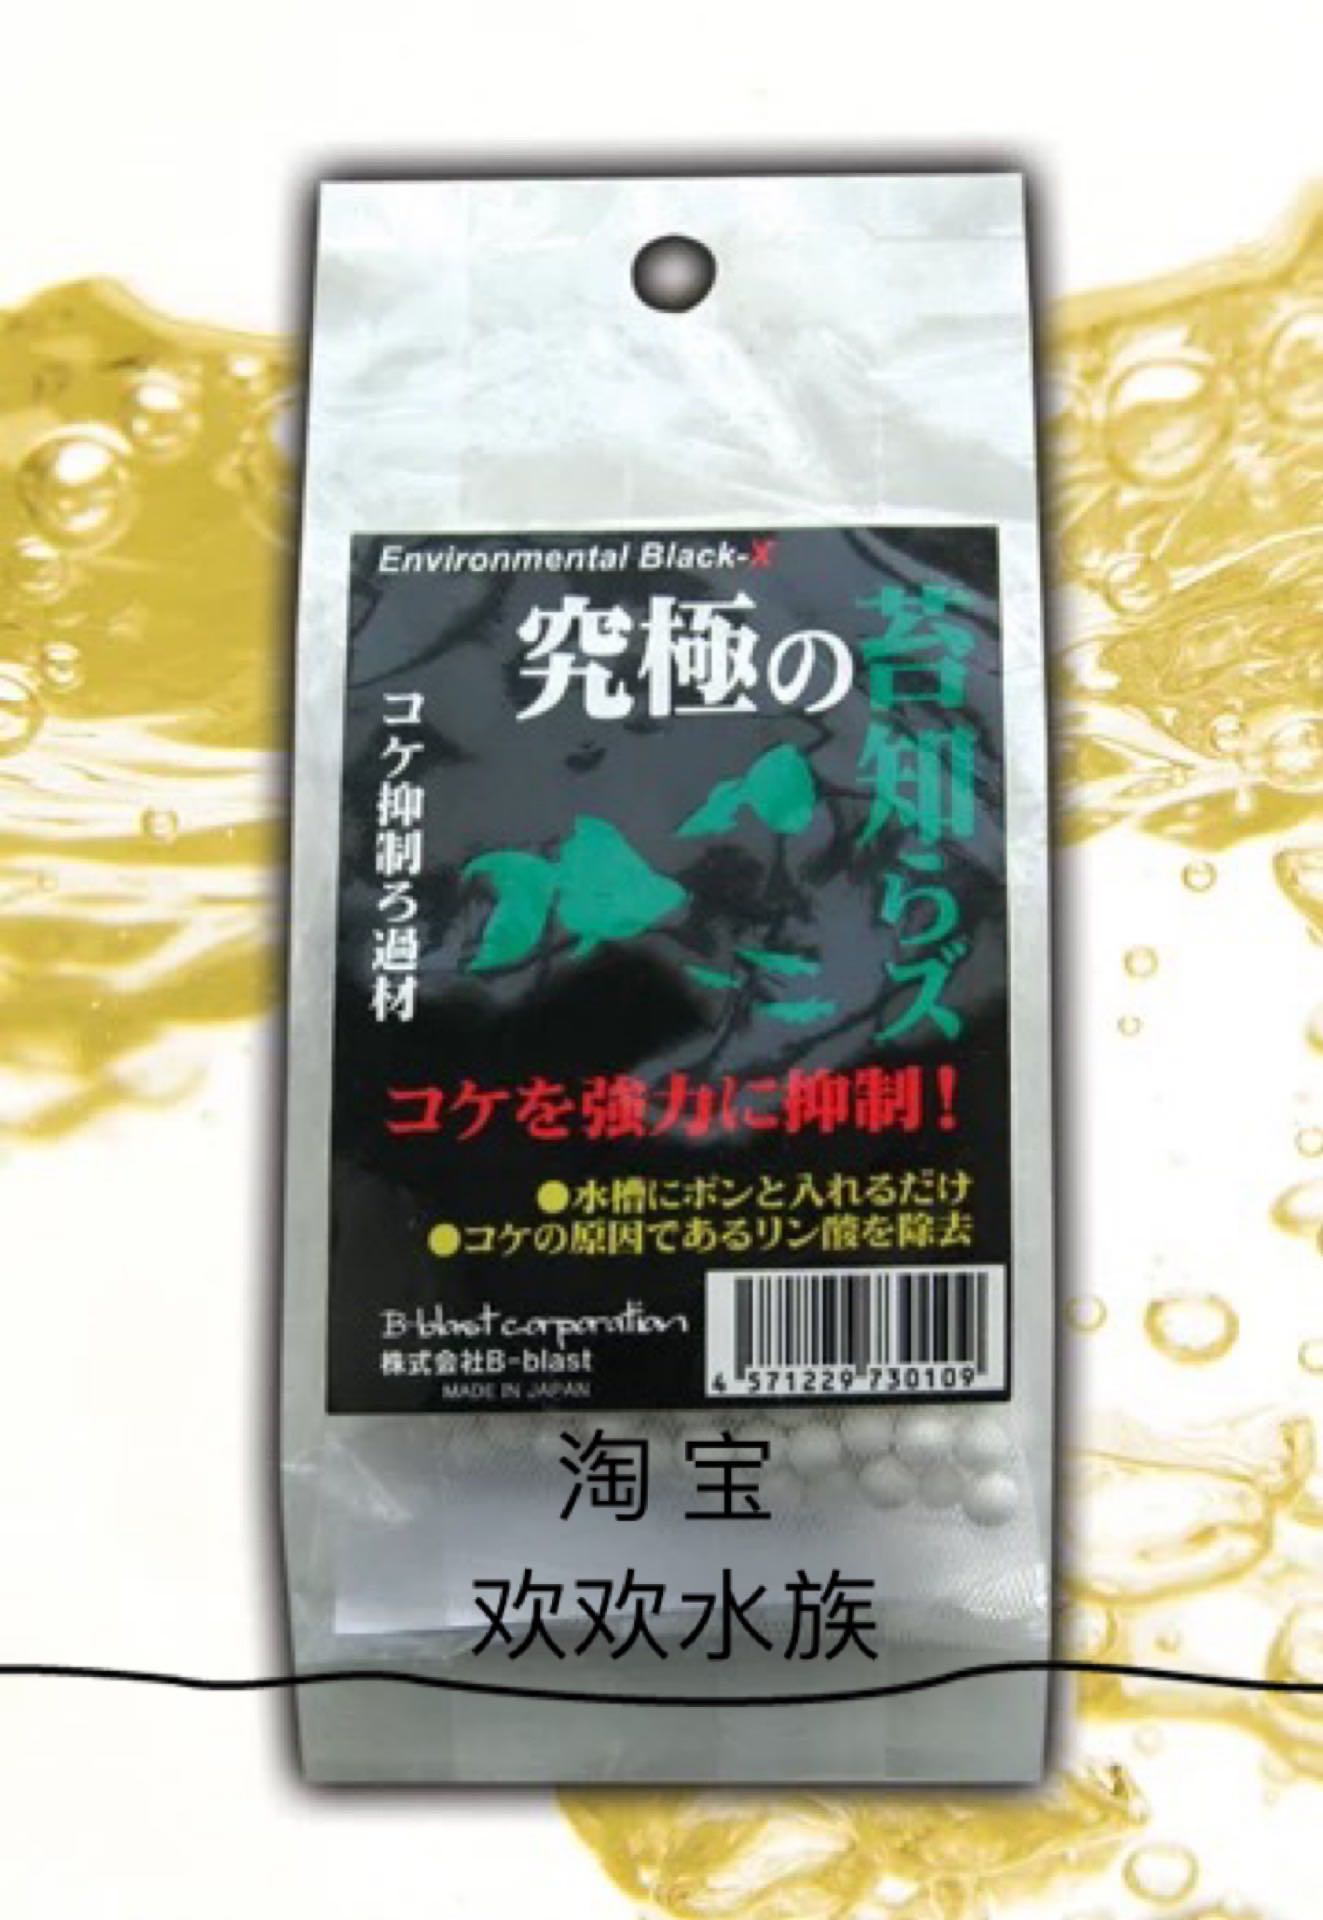 Environmental Black-X
究極の
苔知らズ
コケ抑制ろ過材
コケを強力に抑制!
●水槽にポンと入れるだけ
●コケの原因であるリン酸を除去
B-blast corporation
株式会社B-blast
MADE IN JAPAN
4 571229 730109
淘宝
欢欢水族